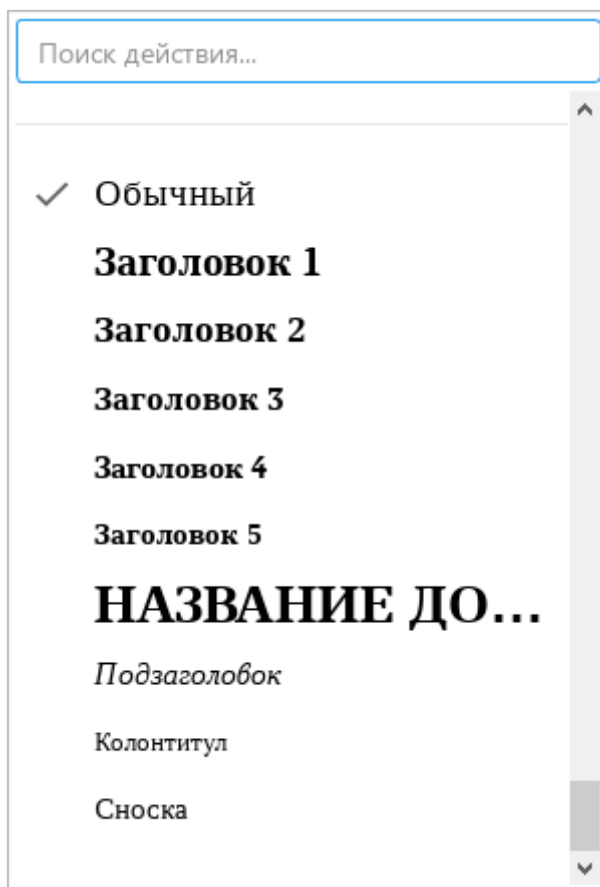 Поиск действия...
Обычный
Заголовок 1
Заголовок 2
Заголовок 3
Заголовок 4
Заголовок 5
НАЗВАНИЕ ДО...
Подзаголовок
Колонтитул
Сноска